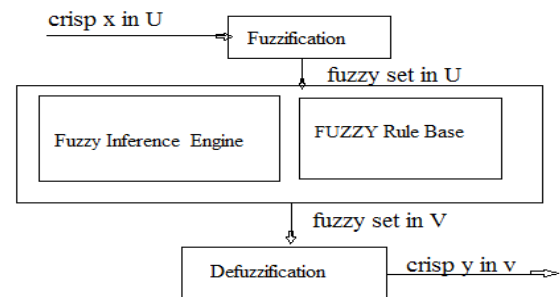 crisp x in U
Fuzzification
fuzzy set in U
Fuzzy Inference Engine
FUZZY Rule Base
fuzzy set in V
Defuzzification
crisp y in v